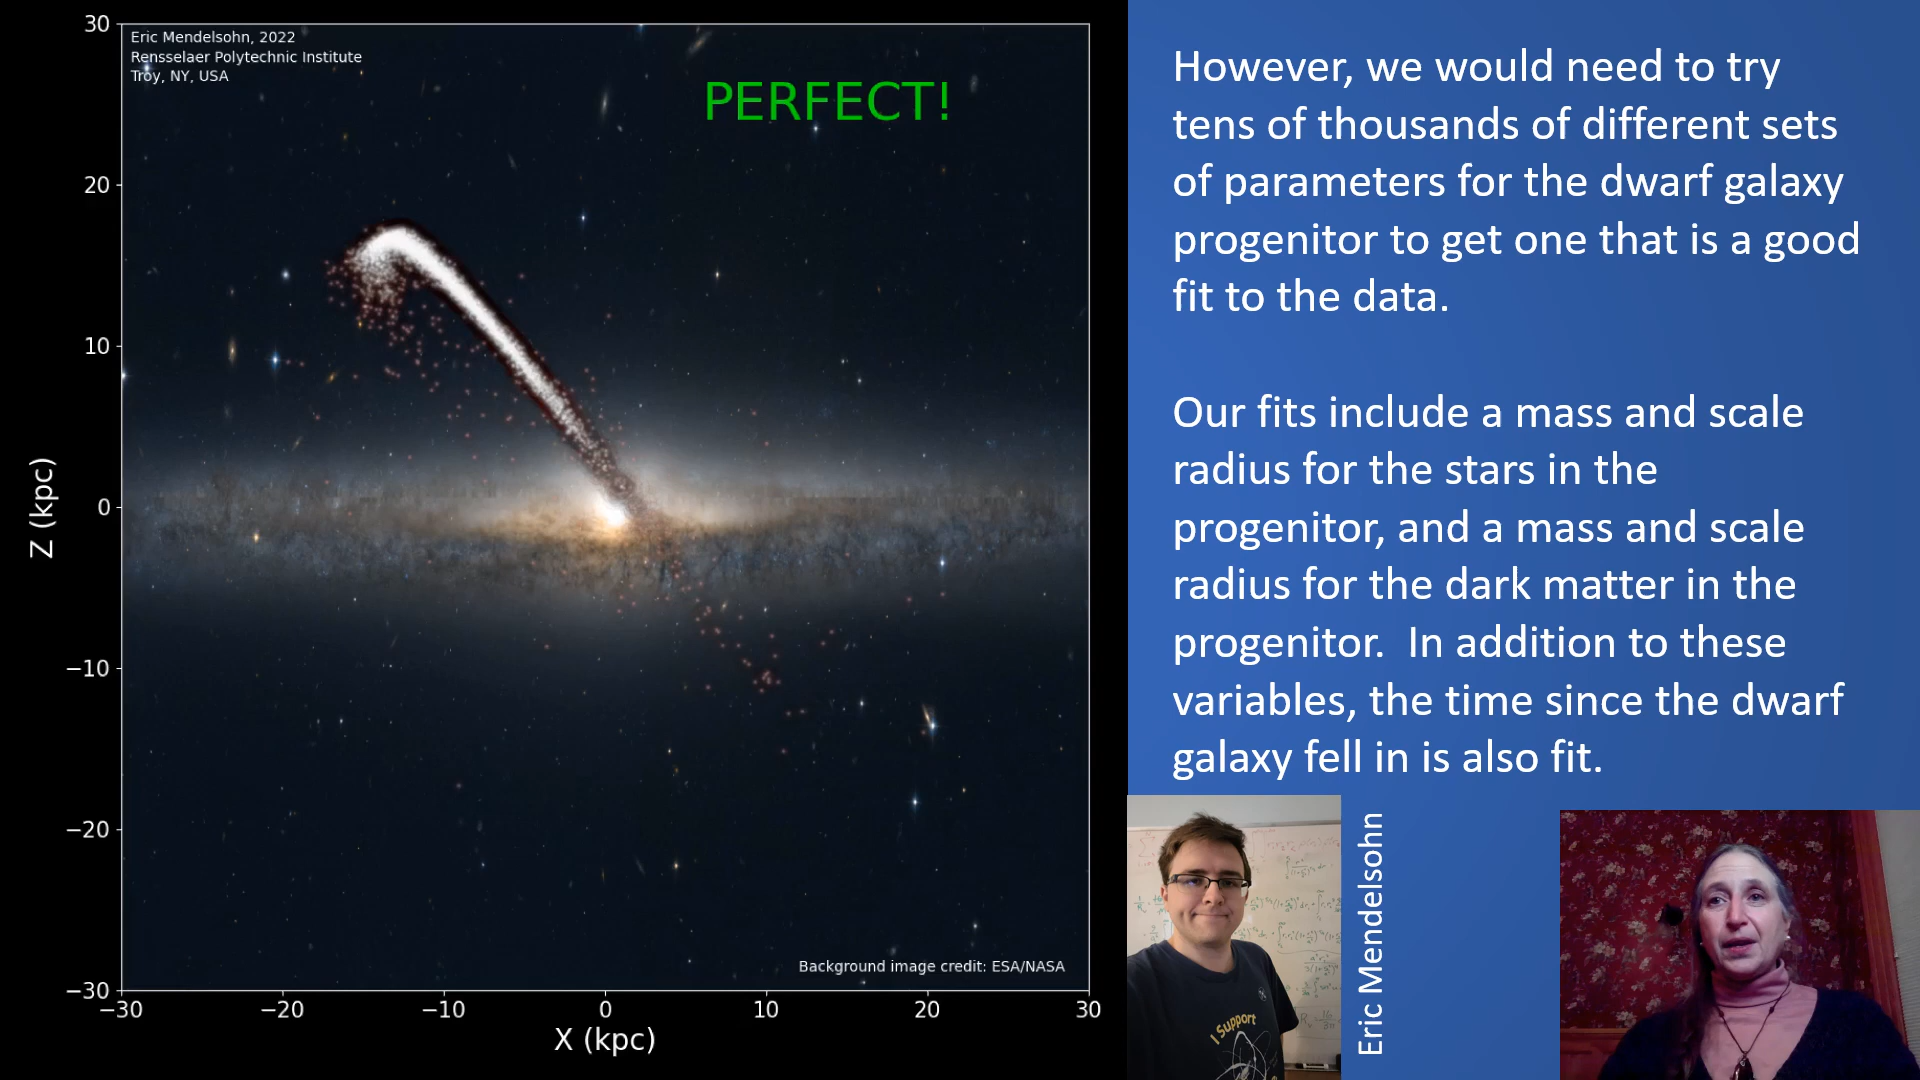 Eric Mendelsohn, 2022
Rensselaer Polytechnic Institute
Troy, NY, USA
PERFECT!
30
20
10
0
−10
−20
−30
Z (kpc)
−30 −20 −10 0 10 20 30
X (kpc)
Background image credit: ESA/NASA
However, we would need to try
tens of thousands of different sets
of parameters for the dwarf galaxy
progenitor to get one that is a good
fit to the data.
Our fits include a mass and scale
radius for the stars in the
progenitor, and a mass and scale
radius for the dark matter in the
progenitor.  In addition to these
variables, the time since the dwarf
galaxy fell in is also fit.
Eric Mendelsohn
I Support